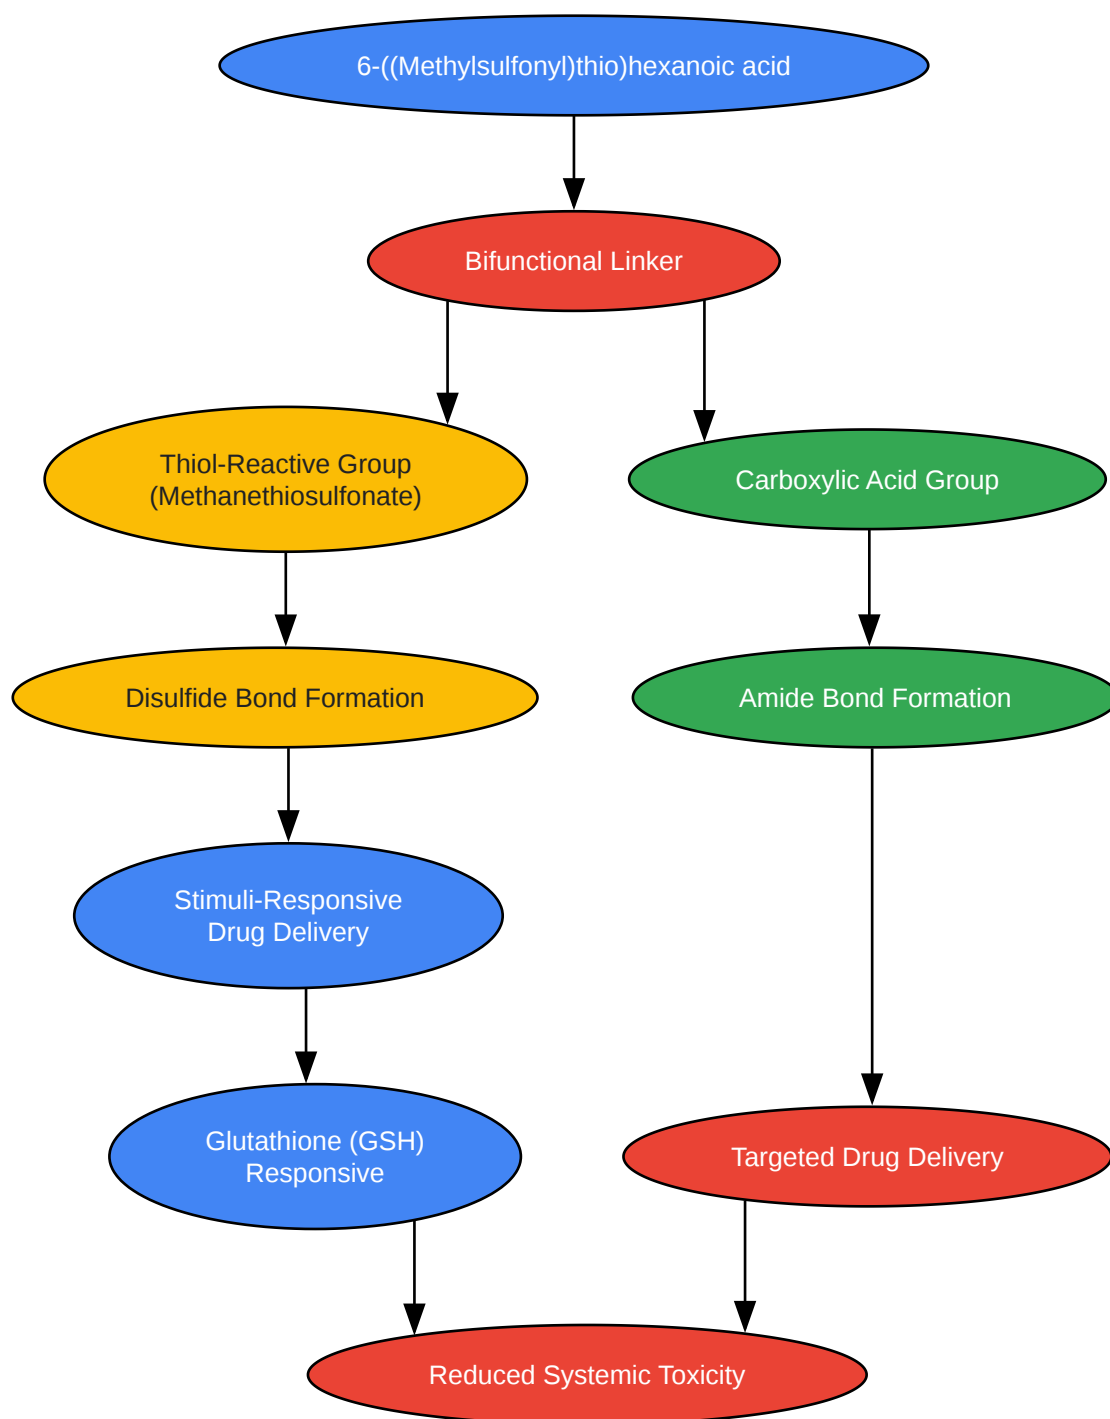 6-((Methylsulfonyl)thio)hexanoic acid
Bifunctional Linker
Thiol-Reactive Group
(Methanethiosulfonate)
Carboxylic Acid Group
Disulfide Bond Formation
Amide Bond Formation
Stimuli-Responsive
Drug Delivery
Glutathione (GSH)
Responsive
Targeted Drug Delivery
Reduced Systemic Toxicity